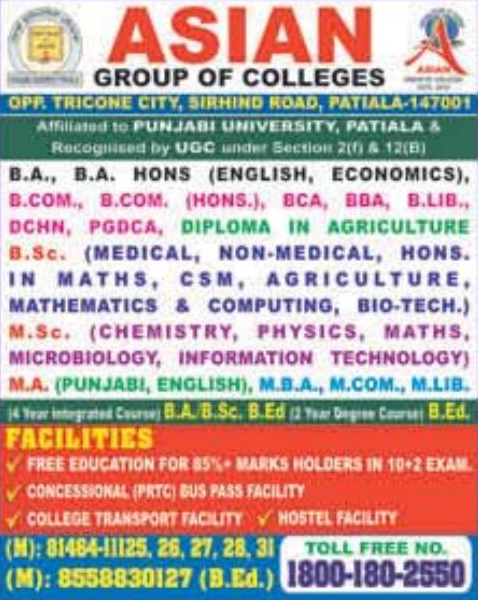 ASIAN
GROUP OF COLLEGES
ASIAN
OPP. TRICONE CITY, SIRHIND ROAD, PATIALA-147001
Affiliated to PUNJABI UNIVERSITY, PATIALA &
Recognised by UGC under Section 2(f) & 12(B)
B.A., B.A. HONS (ENGLISH, ECONOMICS),
B.COM., B.COM. (HONS.), BCA, BBA, B.LIB.,
DCHN, PGDCA, DIPLOMA IN AGRICULTURE
B.Sc. (MEDICAL, NON-MEDICAL, HONS.
IN MATHS, CSM, AGRICULTURE,
MATHEMATICS & COMPUTING, BIO-TECH.)
M.Sc. (CHEMISTRY, PHYSICS, MATHS,
MICROBIOLOGY, INFORMATION TECHNOLOGY)
M.A. (PUNJABI, ENGLISH), M.B.A., M.COM., M.LIB.
(4 Year Integrated Course) B.A./B.Sc. B.Ed (2 Year Degree Course) B.Ed.
FACILITIES
✓ FREE EDUCATION FOR 85%+ MARKS HOLDERS IN 10+2 EXAM.
✓ CONCESSIONAL (PRTC) BUS PASS FACILITY
✓ COLLEGE TRANSPORT FACILITY ✓ HOSTEL FACILITY
(M): 81464-11125, 26, 27, 28, 31
(M): 8558830127 (B.Ed.)
TOLL FREE NO.
1800-180-2550